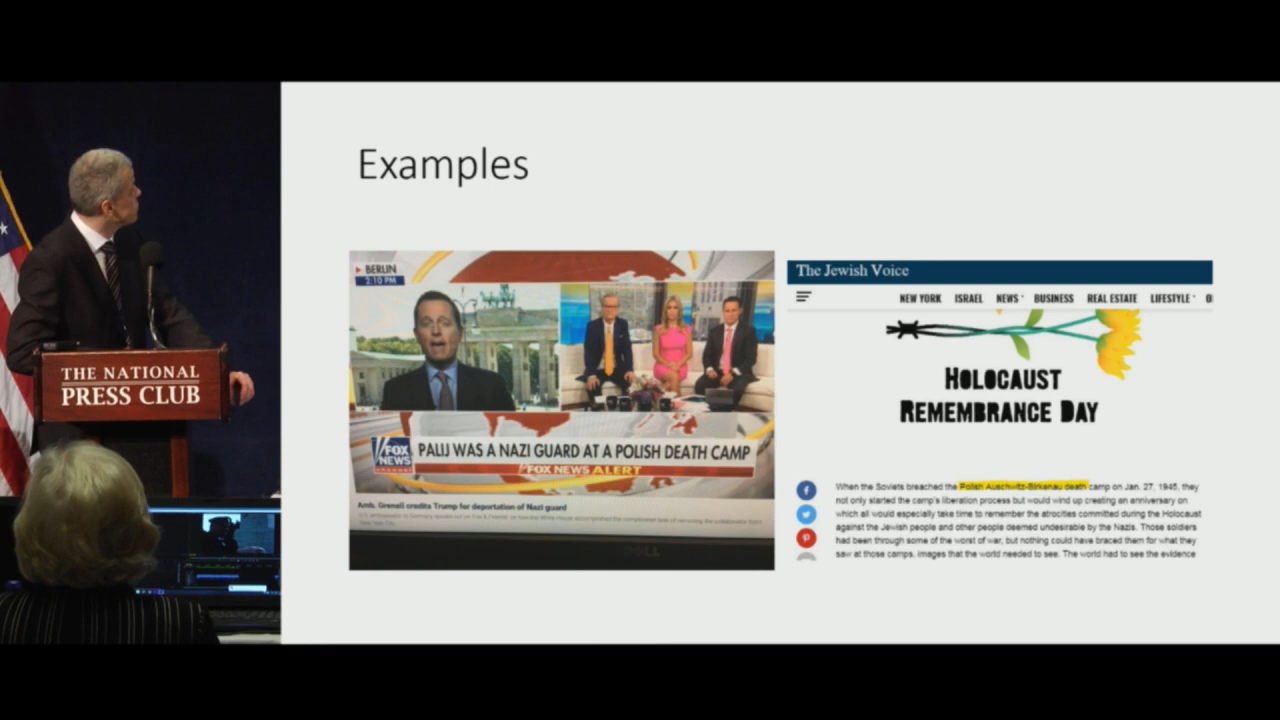 Examples
THE NATIONAL
PRESS CLUB
BERLIN
2:10 PM
FOX
NEWS
channel
PALIJ WAS A NAZI GUARD AT A POLISH DEATH CAMP
FOX NEWS ALERT
Amb. Grenell credits Trump for deportation of Nazi guard
DELL
The Jewish Voice
NEW YORK ISRAEL NEWS BUSINESS REAL ESTATE LIFESTYLE
HOLOCAUST
REMEMBRANCE DAY
When the Soviets breached the Polish Auschwitz-Birkenau death camp on Jan. 27, 1945, they
not only started the camp's liberation process but would wind up creating an anniversary on
which all would especially take time to remember the atrocities committed during the Holocaust
against the Jewish people and other people deemed undesirable by the Nazis. Those soldiers
had been through some of the worst of war, but nothing could have braced them for what they
saw at those camps. Images that the world needed to see. The world had to see the evidence